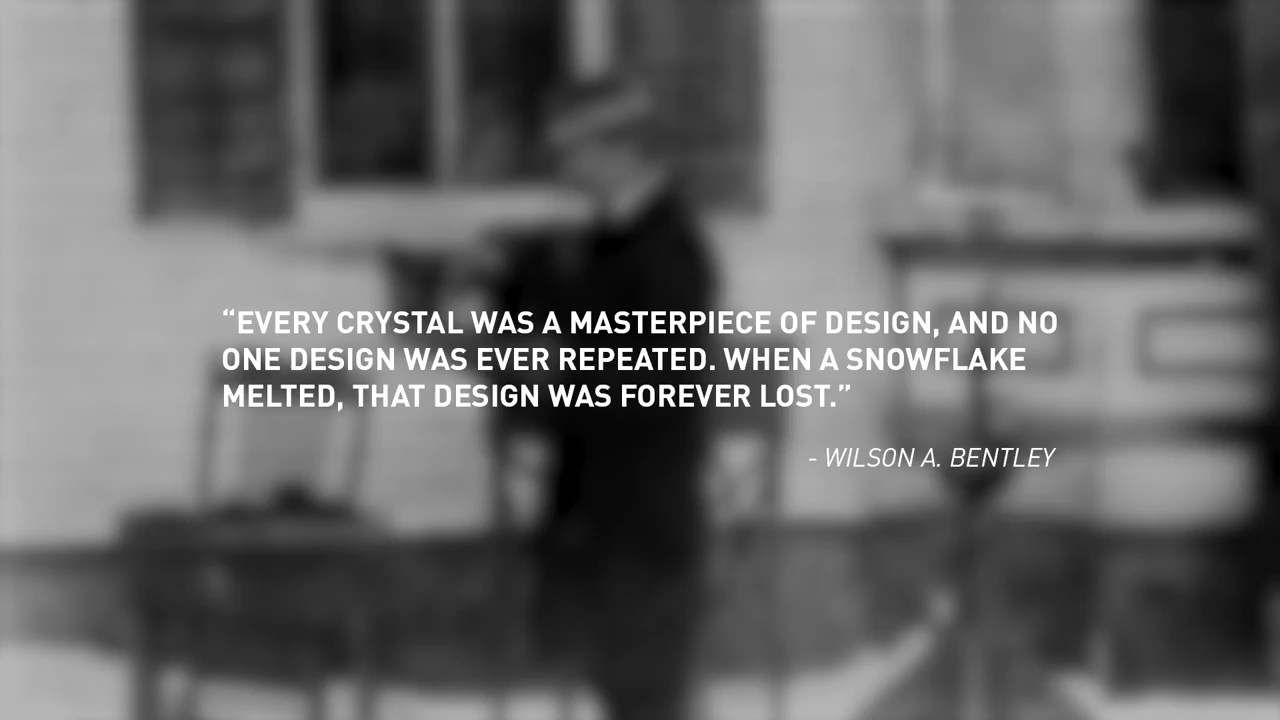 “EVERY CRYSTAL WAS A MASTERPIECE OF DESIGN, AND NO
ONE DESIGN WAS EVER REPEATED. WHEN A SNOWFLAKE
MELTED, THAT DESIGN WAS FOREVER LOST.”
- WILSON A. BENTLEY